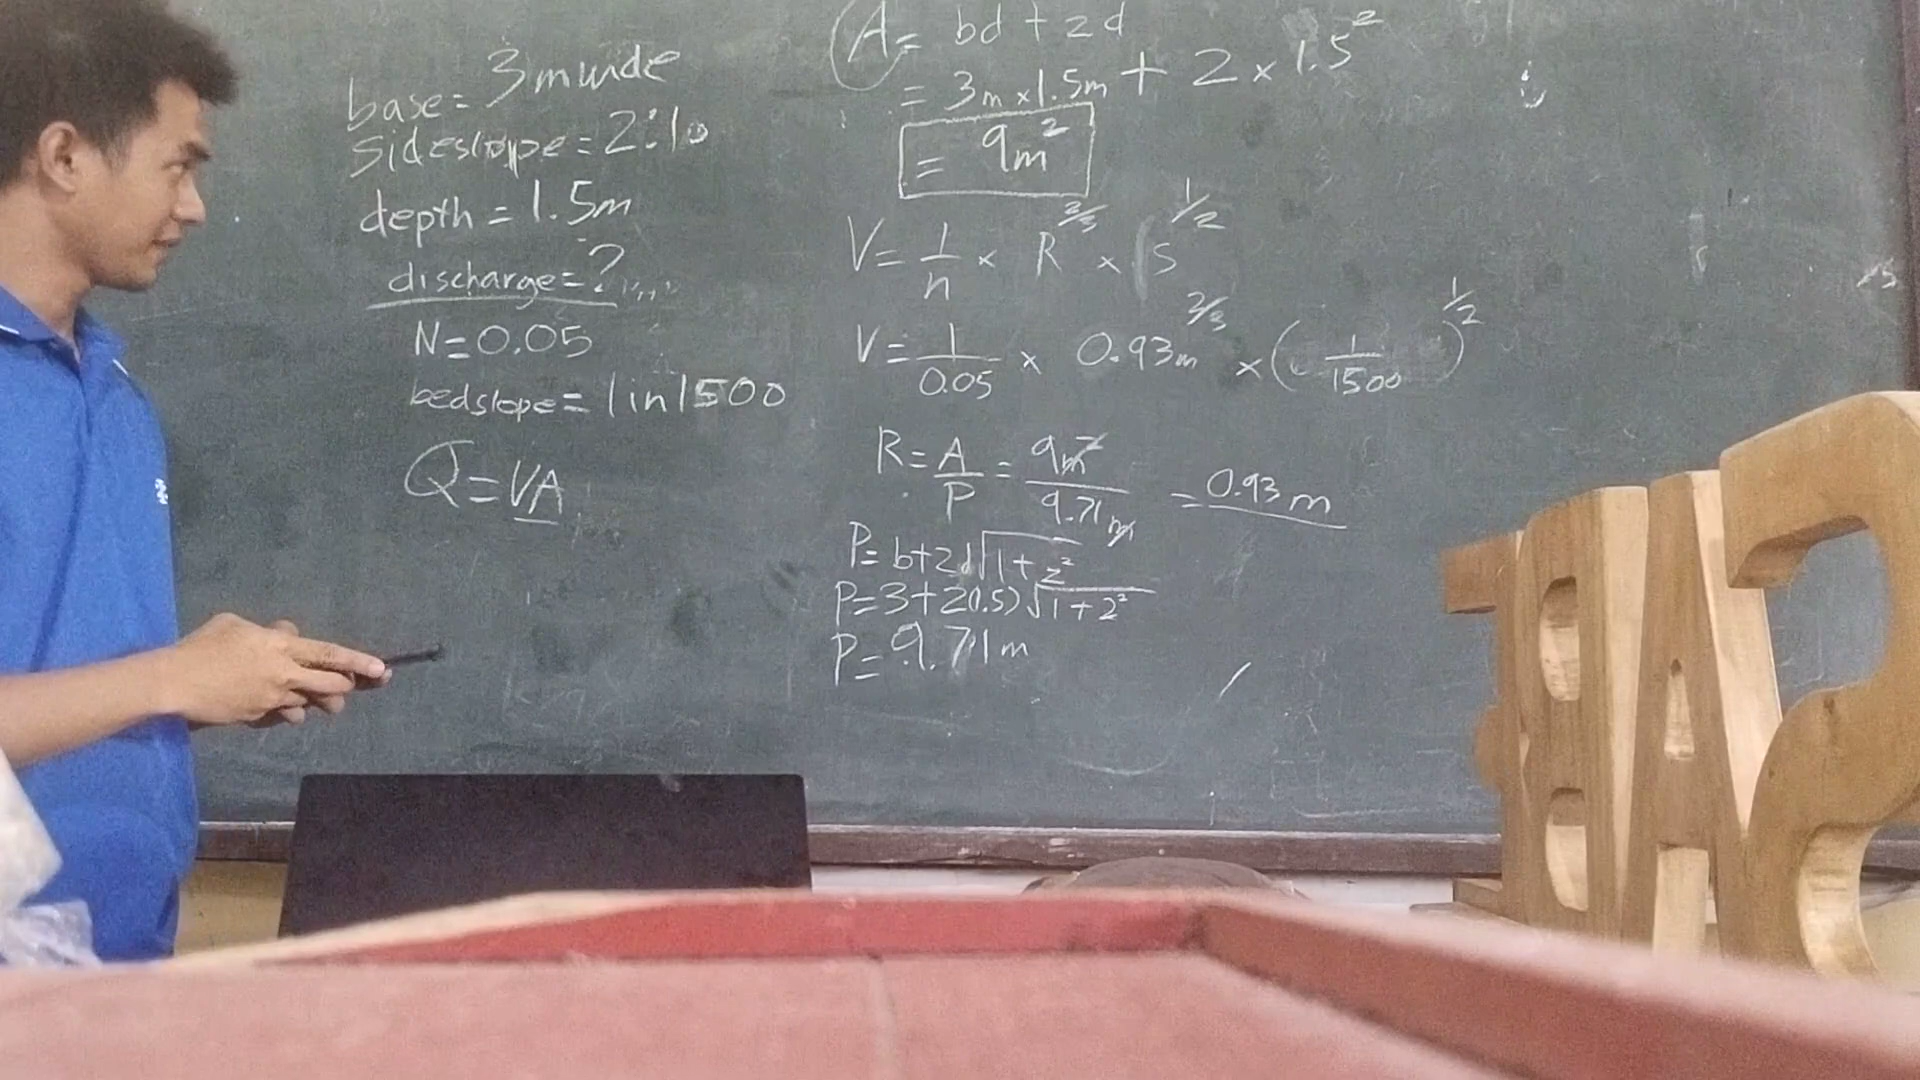 base = 3m wide
sideslope = 2:1
depth = 1.5m
discharge = ?
N = 0.05
bedslope = 1 in 1500
Q = VA
A = bd + zd
= 3m x 1.5m + 2 x 1.5²
= 9m²
V = 1/n x R^2/3 x S^1/2
V = 1/0.05 x 0.93m^2/3 x (1/1500)^1/2
R = A/P = 9m²/9.71m = 0.93 m
P = b + 2d√1 + z²
P = 3 + 2(1.5)√1 + 2²
P = 9.71m